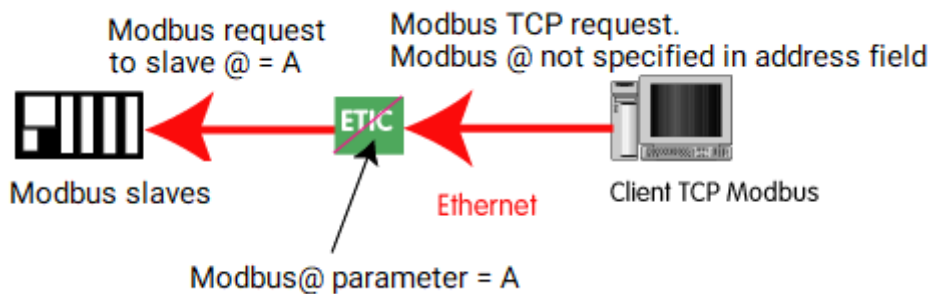 Modbus request
to slave @ = A
Modbus TCP request.
Modbus @ not specified in address field
ETIC
Modbus slaves
Ethernet
Client TCP Modbus
Modbus@ parameter = A